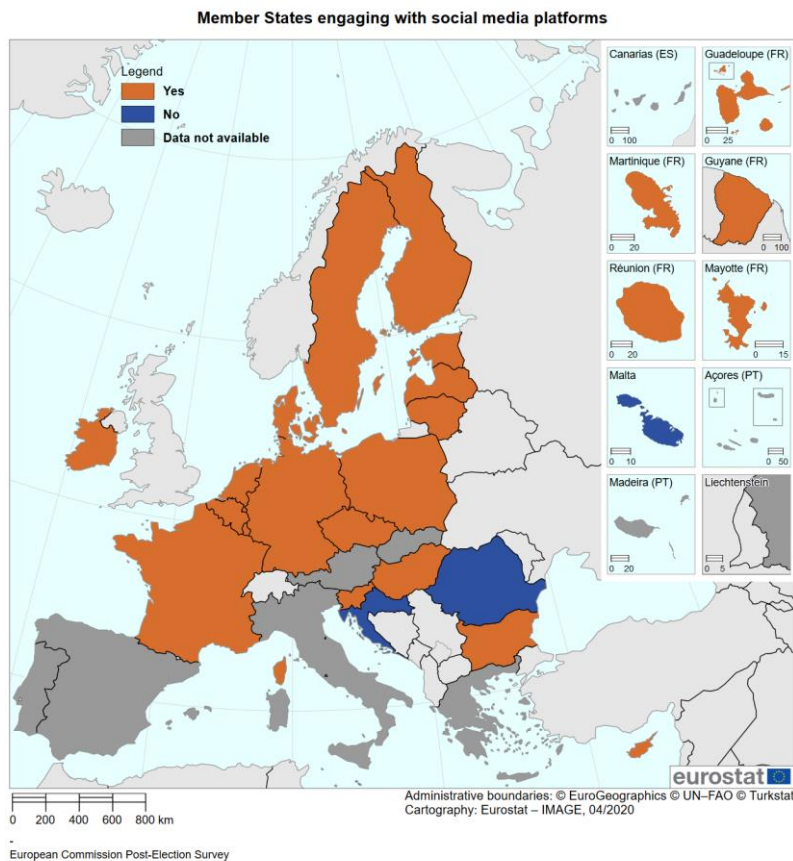 Member States engaging with social media platforms
Legend
Yes
No
Data not available
Canarias (ES)
0 100
Guadeloupe (FR)
0 25
Martinique (FR)
0 20
Guyane (FR)
0 100
Réunion (FR)
0 20
Mayotte (FR)
0 15
Malta
0 10
Açores (PT)
0 50
Madeira (PT)
0 20
Liechtenstein
0 5
eurostat
Administrative boundaries: © EuroGeographics © UN–FAO © Turkstat
Cartography: Eurostat – IMAGE, 04/2020
0 200 400 600 800 km
-
European Commission Post-Election Survey